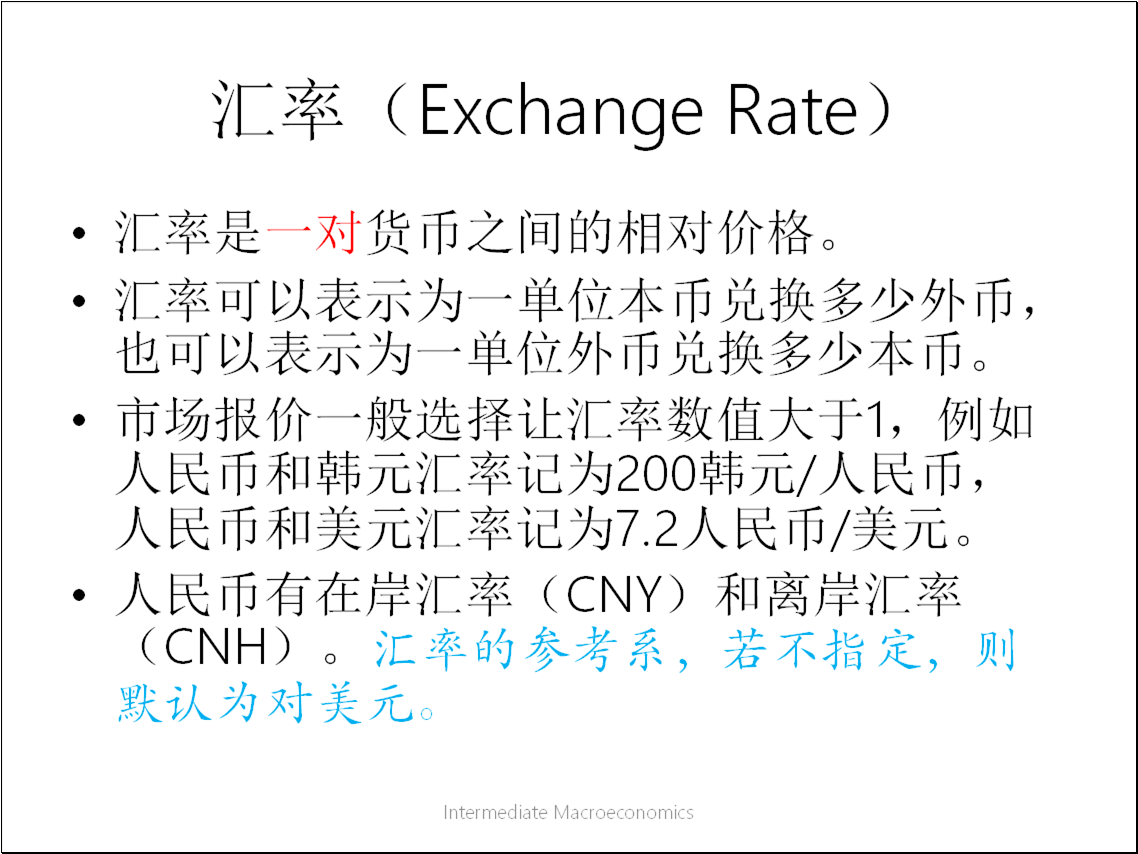 汇率（Exchange Rate）
• 汇率是一对货币之间的相对价格。
• 汇率可以表示为一单位本币兑换多少外币，
也可以表示为一单位外币兑换多少本币。
• 市场报价一般选择让汇率数值大于1，例如
人民币和韩元汇率记为200韩元/人民币，
人民币和美元汇率记为7.2人民币/美元。
• 人民币有在岸汇率（CNY）和离岸汇率
（CNH）。汇率的参考系，若不指定，则
默认为对美元。
Intermediate Macroeconomics